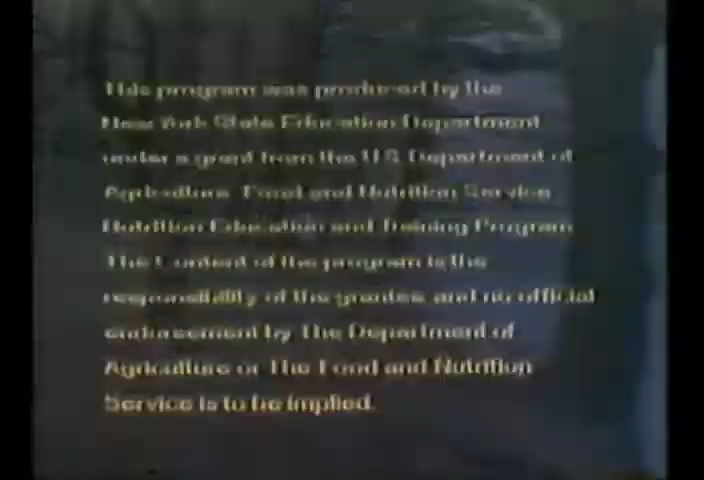 This program was produced by the
New York State Education Department
under a grant from the U.S. Department of
Agriculture, Food and Nutrition Service
Nutrition Education and Training Program
The Content of the program is the
responsibility of the grantee and no official
endorsement by The Department of
Agriculture or The Food and Nutrition
Service is to be implied.